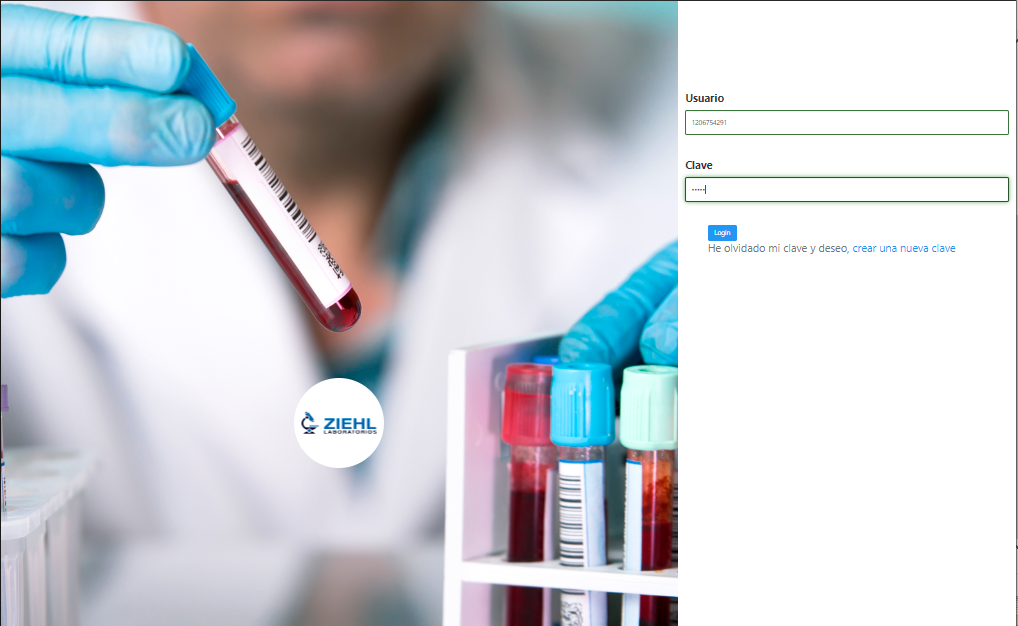 Usuario
1206754291
Clave
•••••
Login
He olvidado mi clave y deseo, crear una nueva clave
ZIEHL
LABORATORIOS